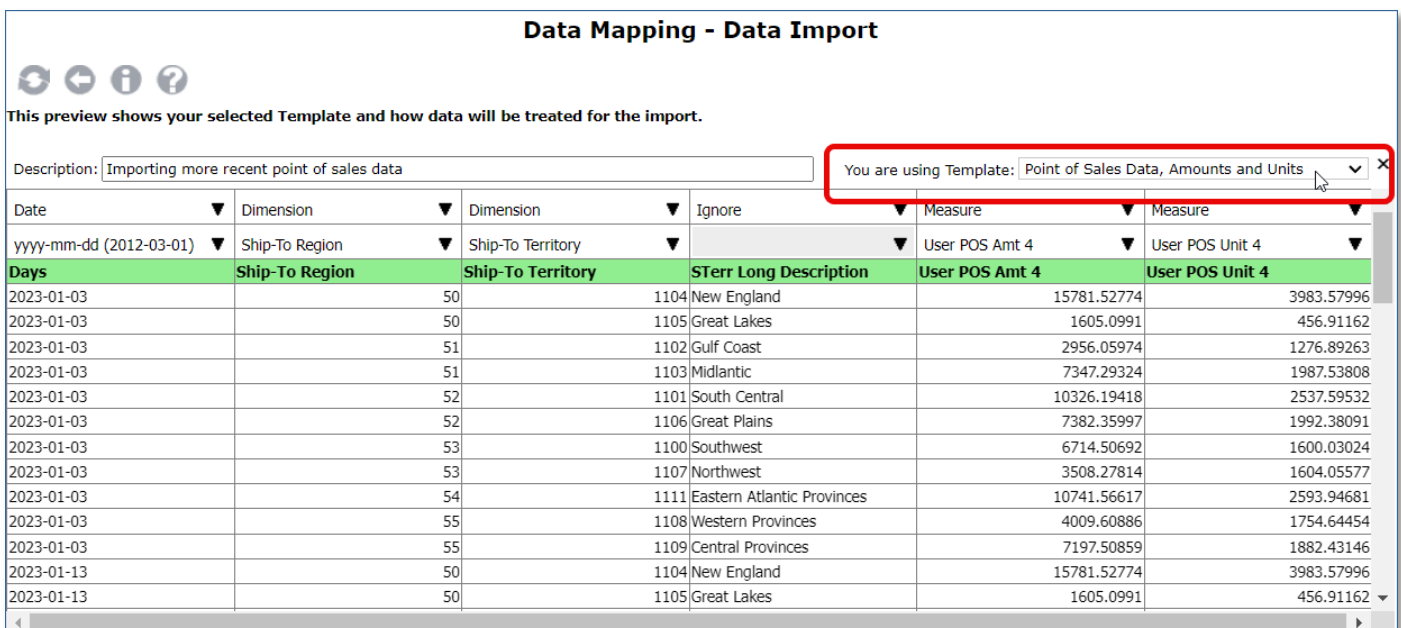 Data Mapping - Data Import
This preview shows your selected Template and how data will be treated for the import.
Description: Importing more recent point of sales data You are using Template: Point of Sales Data, Amounts and Units
Date Dimension Dimension Ignore Measure Measure
yyyy-mm-dd (2012-03-01) Ship-To Region Ship-To Territory User POS Amt 4 User POS Unit 4
Days Ship-To Region Ship-To Territory STerr Long Description User POS Amt 4 User POS Unit 4
2023-01-03 50 1104 New England 15781.52774 3983.57996
2023-01-03 50 1105 Great Lakes 1605.0991 456.91162
2023-01-03 51 1102 Gulf Coast 2956.05974 1276.89263
2023-01-03 51 1103 Midlantic 7347.29324 1987.53808
2023-01-03 52 1101 South Central 10326.19418 2537.59532
2023-01-03 52 1106 Great Plains 7382.35997 1992.38091
2023-01-03 53 1100 Southwest 6714.50692 1600.03024
2023-01-03 53 1107 Northwest 3508.27814 1604.05577
2023-01-03 54 1111 Eastern Atlantic Provinces 10741.56617 2593.94681
2023-01-03 55 1108 Western Provinces 4009.60886 1754.64454
2023-01-03 55 1109 Central Provinces 7197.50859 1882.43146
2023-01-13 50 1104 New England 15781.52774 3983.57996
2023-01-13 50 1105 Great Lakes 1605.0991 456.91162